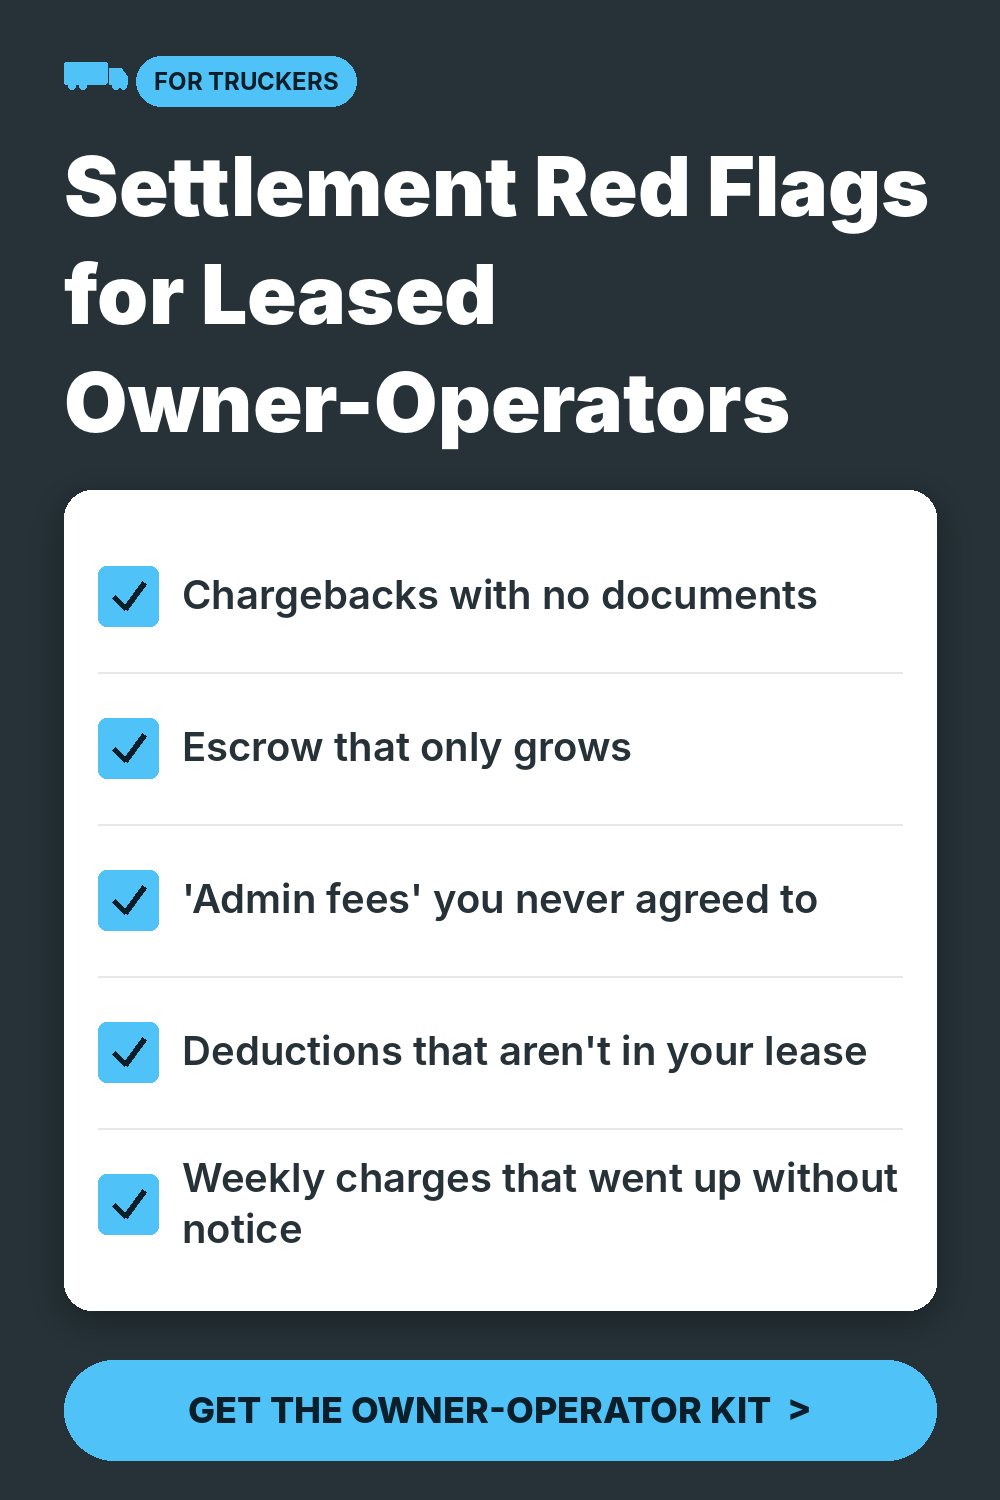 FOR TRUCKERS
Settlement Red Flags
for Leased
Owner-Operators
Chargebacks with no documents
Escrow that only grows
'Admin fees' you never agreed to
Deductions that aren't in your lease
Weekly charges that went up without
notice
GET THE OWNER-OPERATOR KIT >